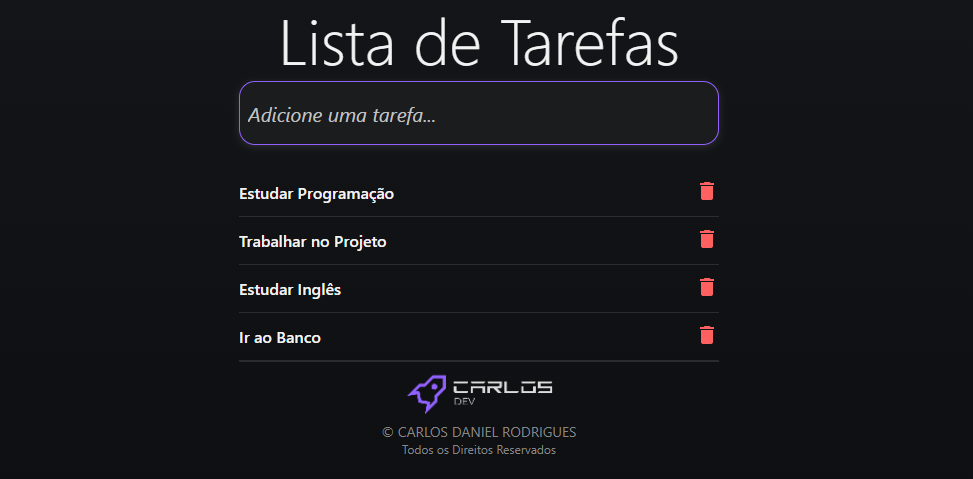 Lista de Tarefas
Adicione uma tarefa...
Estudar Programação
Trabalhar no Projeto
Estudar Inglês
Ir ao Banco
CARLOS
DEV
© CARLOS DANIEL RODRIGUES
Todos os Direitos Reservados